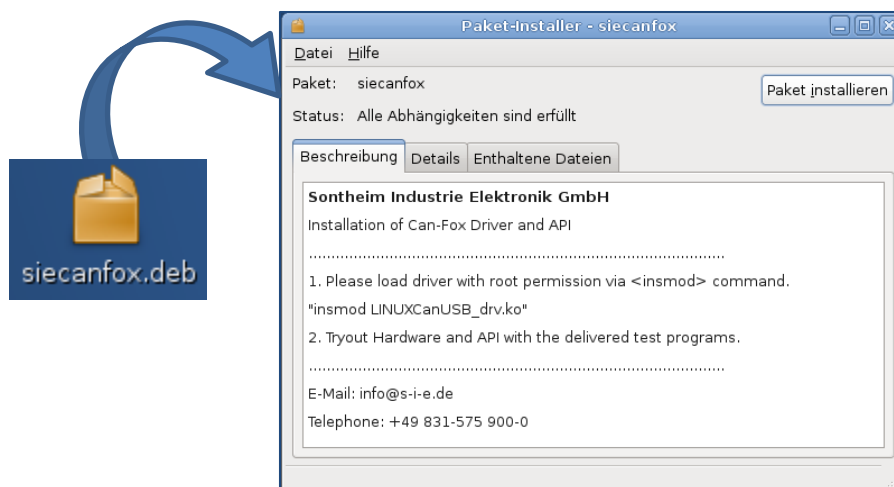 Paket-Installer - siecanfox
Datei Hilfe
Paket: siecanfox
Paket installieren
Status: Alle Abhängigkeiten sind erfüllt
Beschreibung Details Enthaltene Dateien
Sontheim Industrie Elektronik GmbH
Installation of Can-Fox Driver and API
................................................................................................
1. Please load driver with root permission via <insmod> command.
"insmod LINUXCanUSB_drv.ko"
2. Tryout Hardware and API with the delivered test programs.
................................................................................................
E-Mail: info@s-i-e.de
Telephone: +49 831-575 900-0
siecanfox.deb